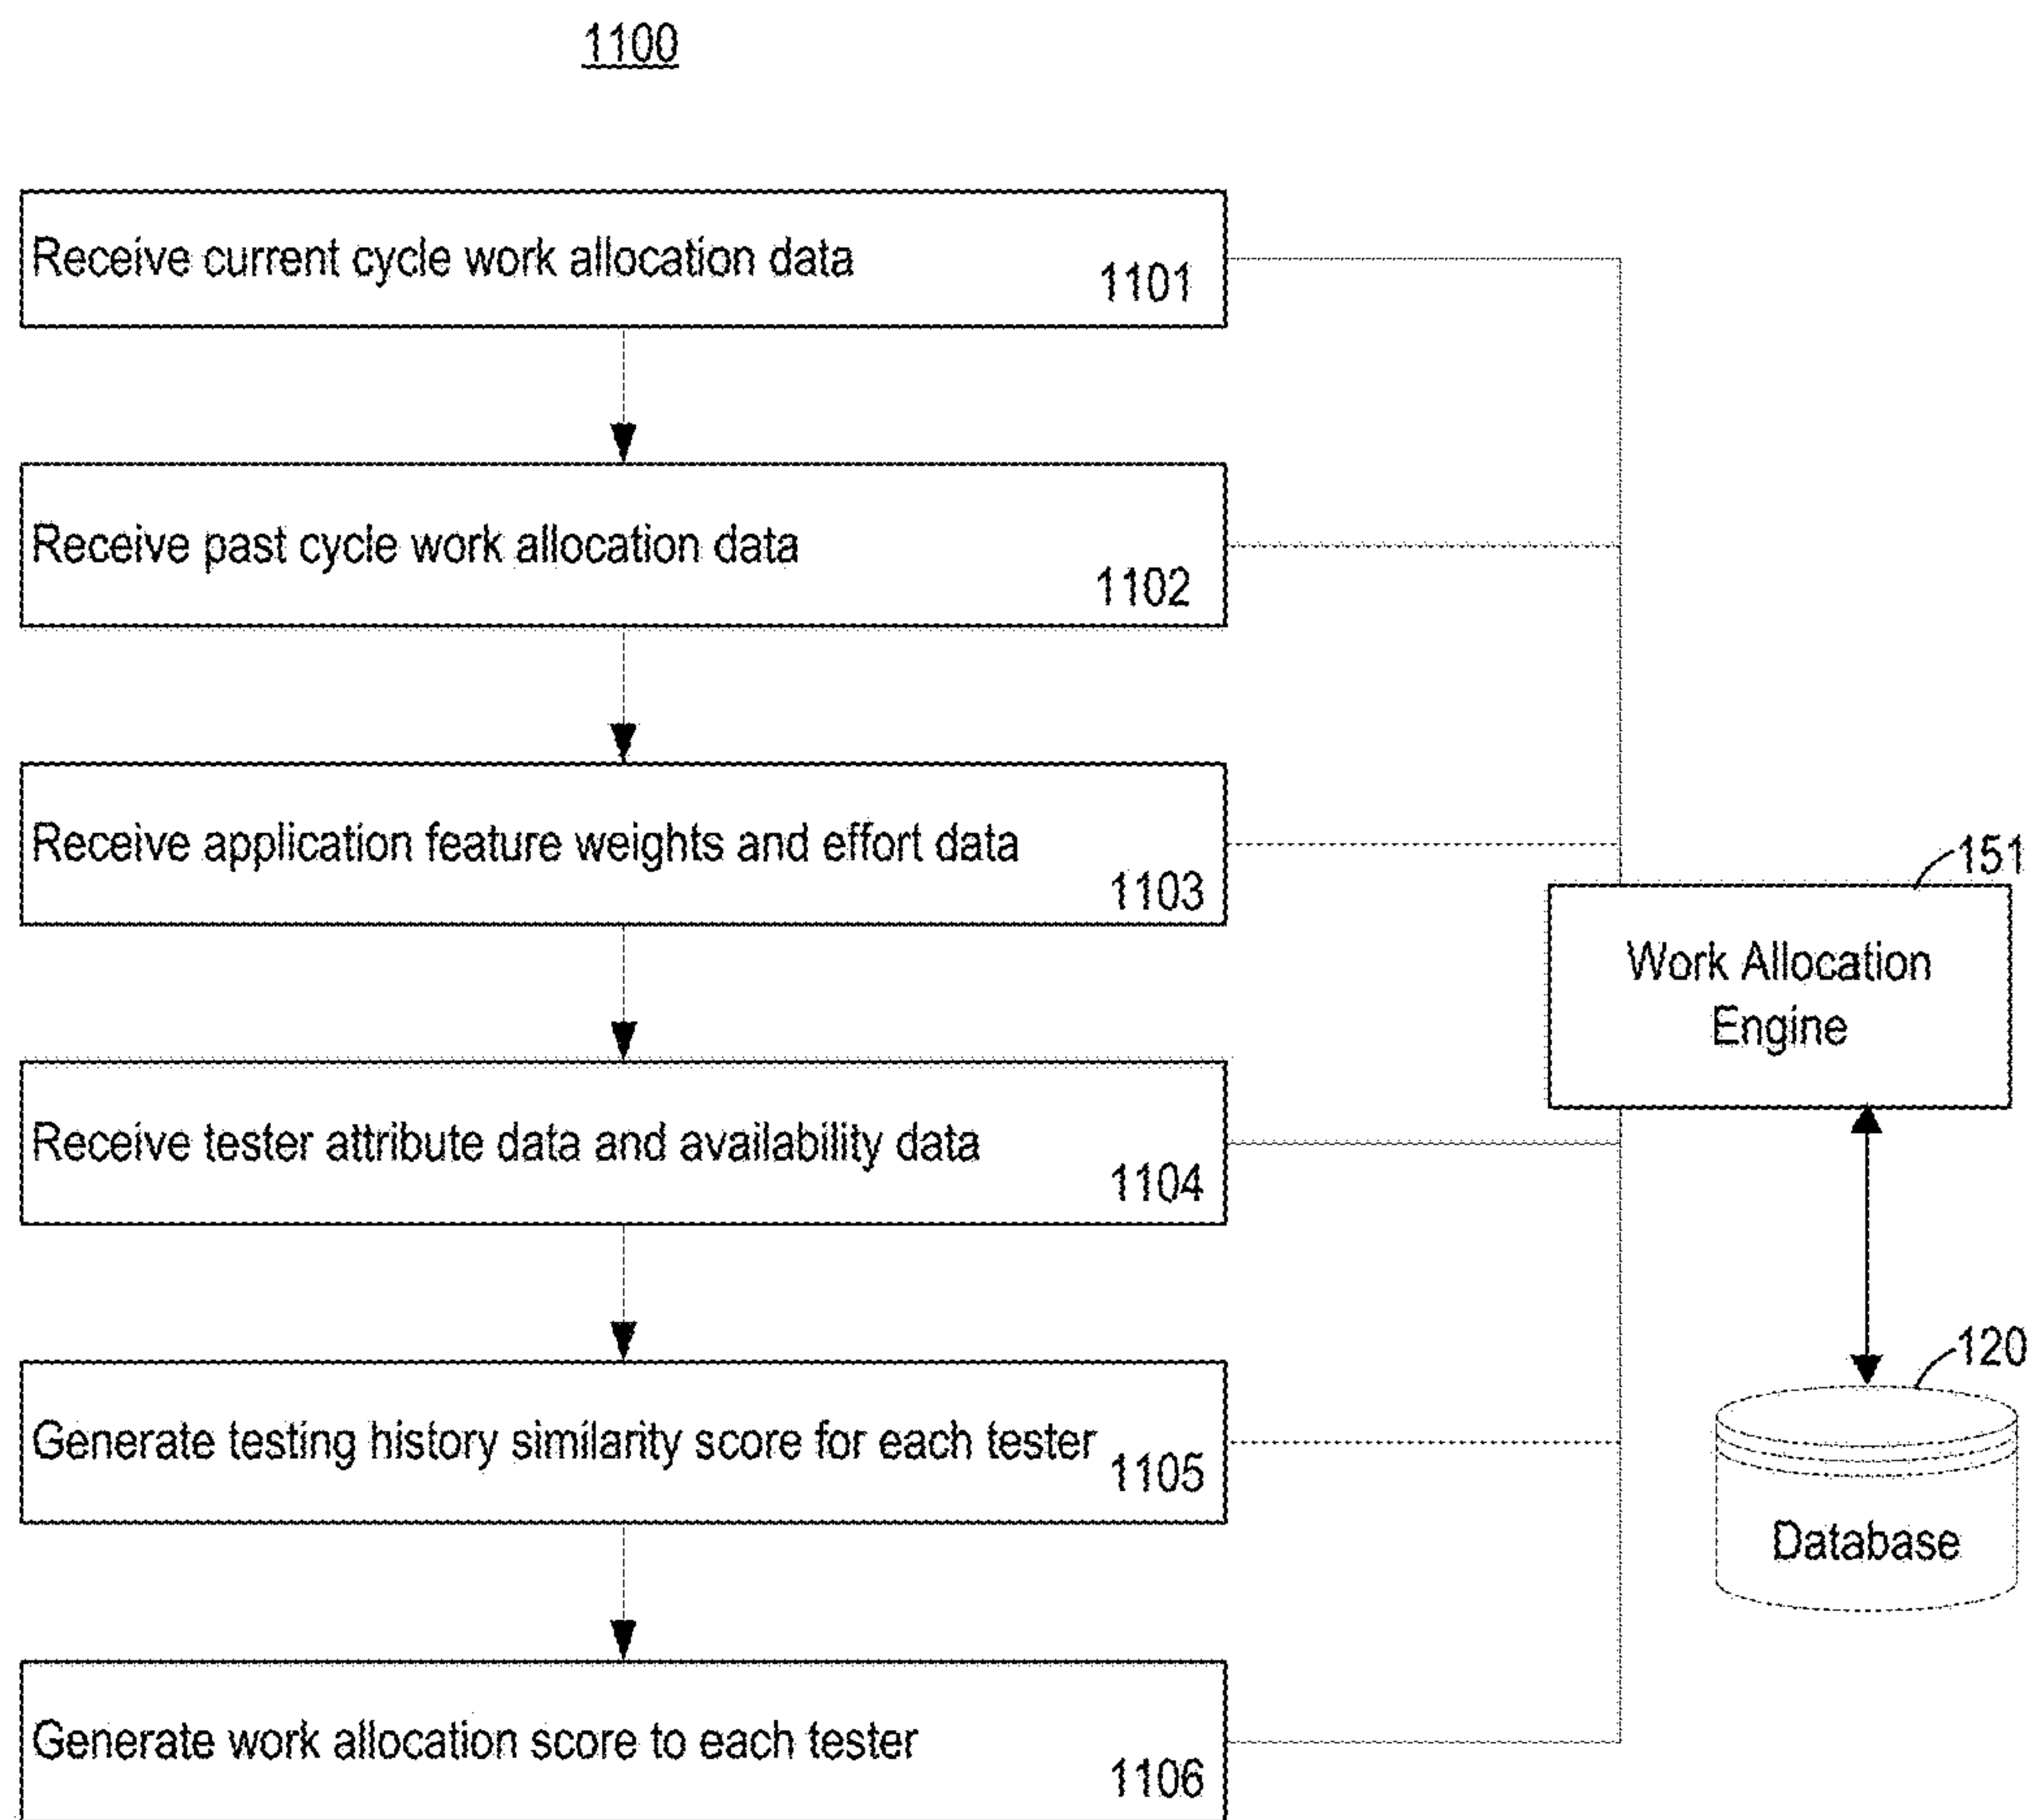 1100
Receive current cycle work allocation data
1101
Receive past cycle work allocation data
1102
Receive application feature weights and effort data
1103
151
Work Allocation
Engine
Receive tester attribute data and availability data
1104
120
Database
Generate testing history similarity score for each tester
1105
Generate work allocation score to each tester
1106